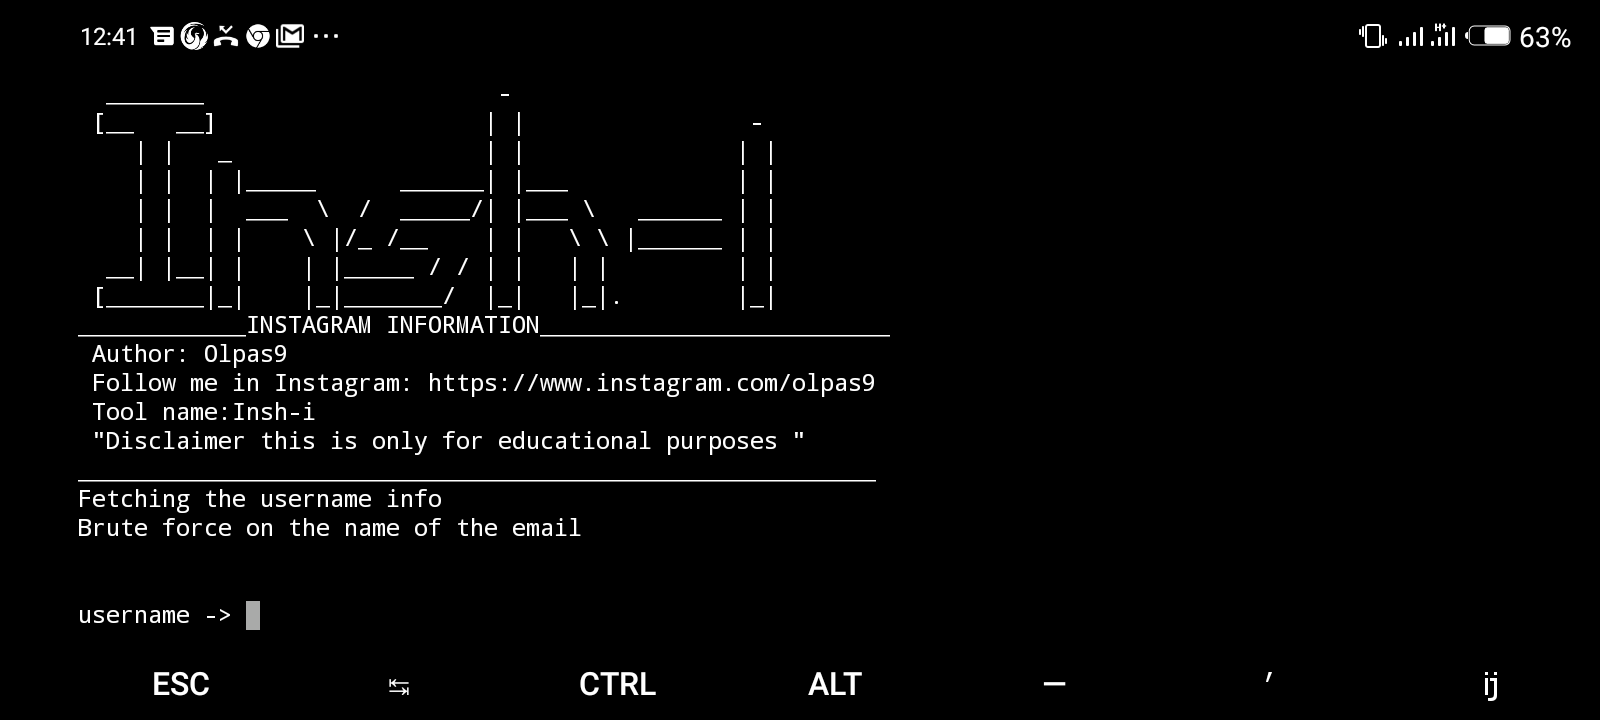 12:41 63%
INSTAGRAM INFORMATION
Author: Olpas9
Follow me in Instagram: https://www.instagram.com/olpas9
Tool name:Insh-i
"Disclaimer this is only for educational purposes "
Fetching the username info
Brute force on the name of the email
username ->
ESC ↹ CTRL ALT — ′ ij